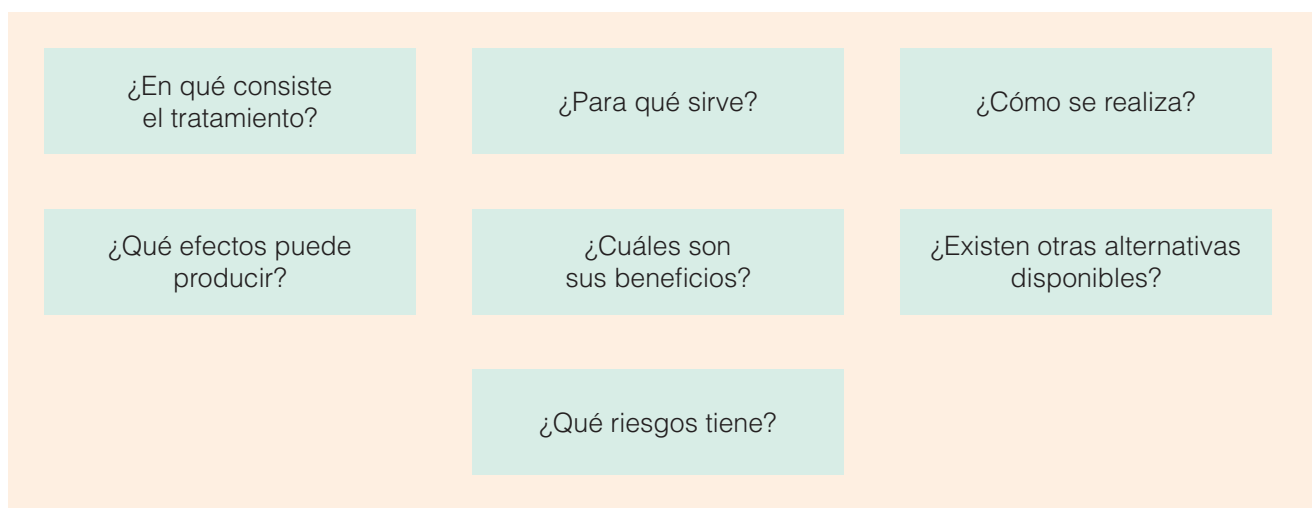 ¿En qué consiste
el tratamiento?
¿Para qué sirve?
¿Cómo se realiza?
¿Qué efectos puede
producir?
¿Cuáles son
sus beneficios?
¿Existen otras alternativas
disponibles?
¿Qué riesgos tiene?